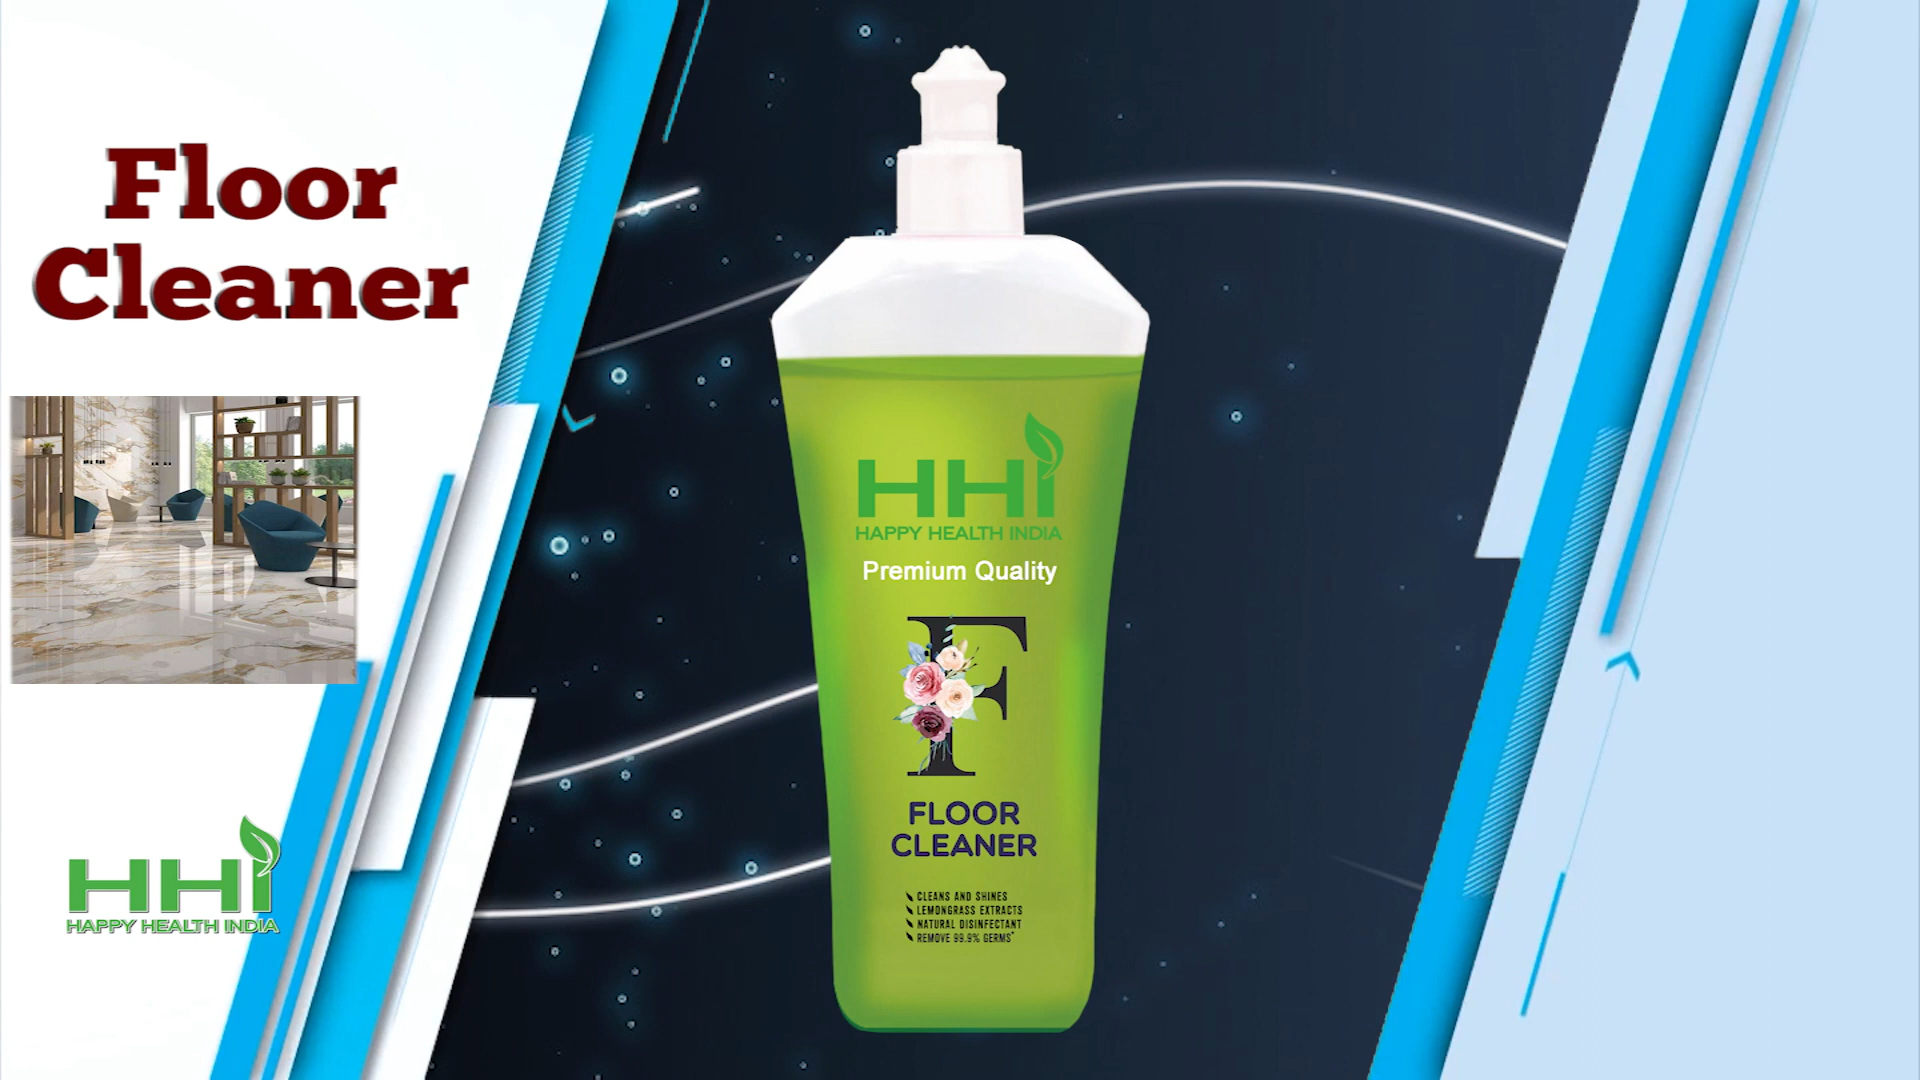 Floor
Cleaner
HHI
HAPPY HEALTH INDIA
HHI
HAPPY HEALTH INDIA
Premium Quality
F
FLOOR
CLEANER
CLEANS AND SHINES
LEMONGRASS EXTRACTS
NATURAL DISINFECTANT
REMOVE 99.9% GERMS*